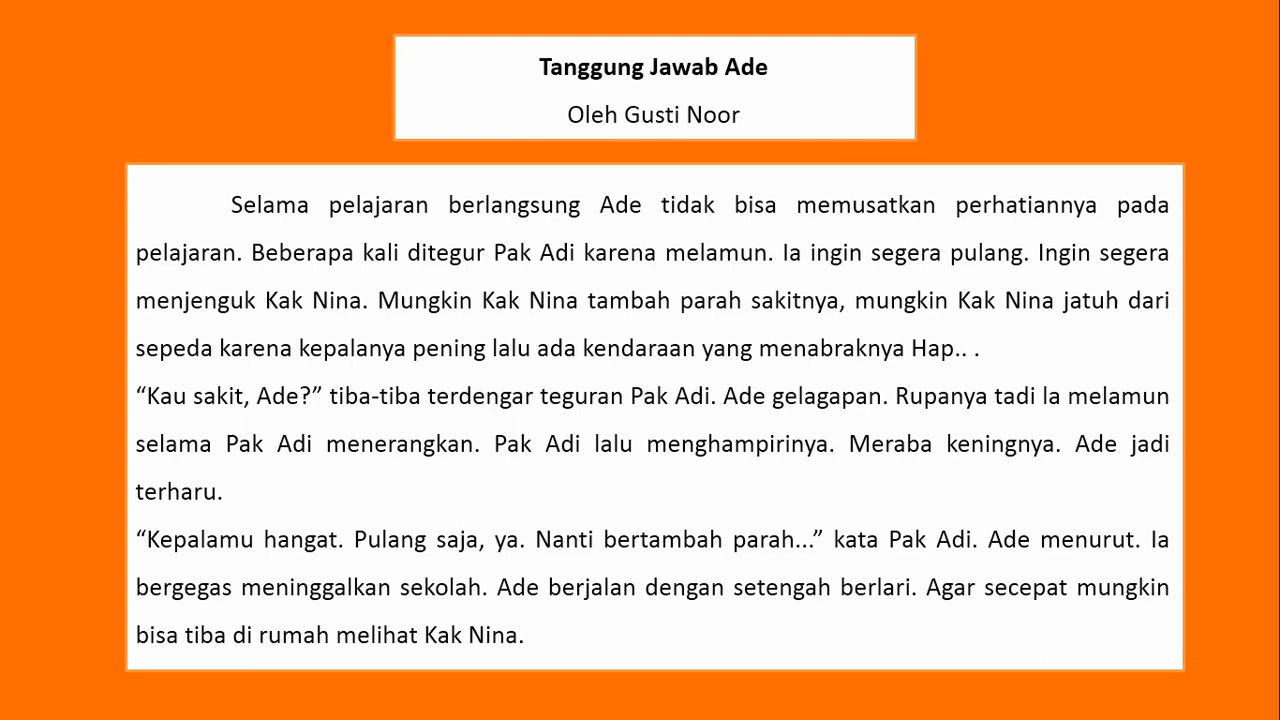 Tanggung Jawab Ade
Oleh Gusti Noor
Selama pelajaran berlangsung Ade tidak bisa memusatkan perhatiannya pada
pelajaran. Beberapa kali ditegur Pak Adi karena melamun. Ia ingin segera pulang. Ingin segera
menjenguk Kak Nina. Mungkin Kak Nina tambah parah sakitnya, mungkin Kak Nina jatuh dari
sepeda karena kepalanya pening lalu ada kendaraan yang menabraknya Hap.. .
“Kau sakit, Ade?” tiba-tiba terdengar teguran Pak Adi. Ade gelagapan. Rupanya tadi la melamun
selama Pak Adi menerangkan. Pak Adi lalu menghampirinya. Meraba keningnya. Ade jadi
terharu.
“Kepalamu hangat. Pulang saja, ya. Nanti bertambah parah...” kata Pak Adi. Ade menurut. Ia
bergegas meninggalkan sekolah. Ade berjalan dengan setengah berlari. Agar secepat mungkin
bisa tiba di rumah melihat Kak Nina.